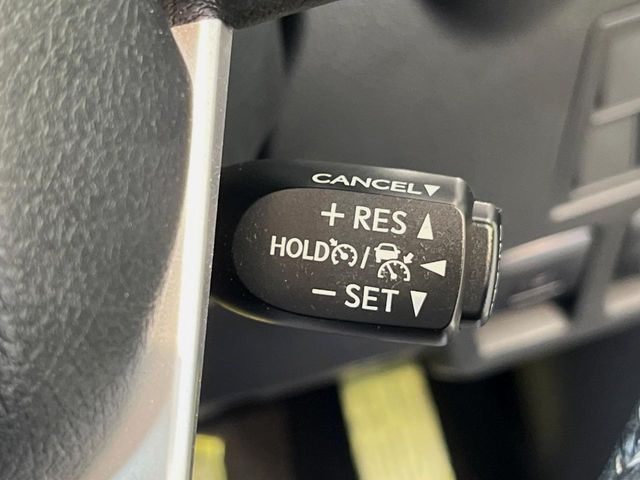 CANCEL▼
+ RES ▲
HOLD / ◀
− SET ▼